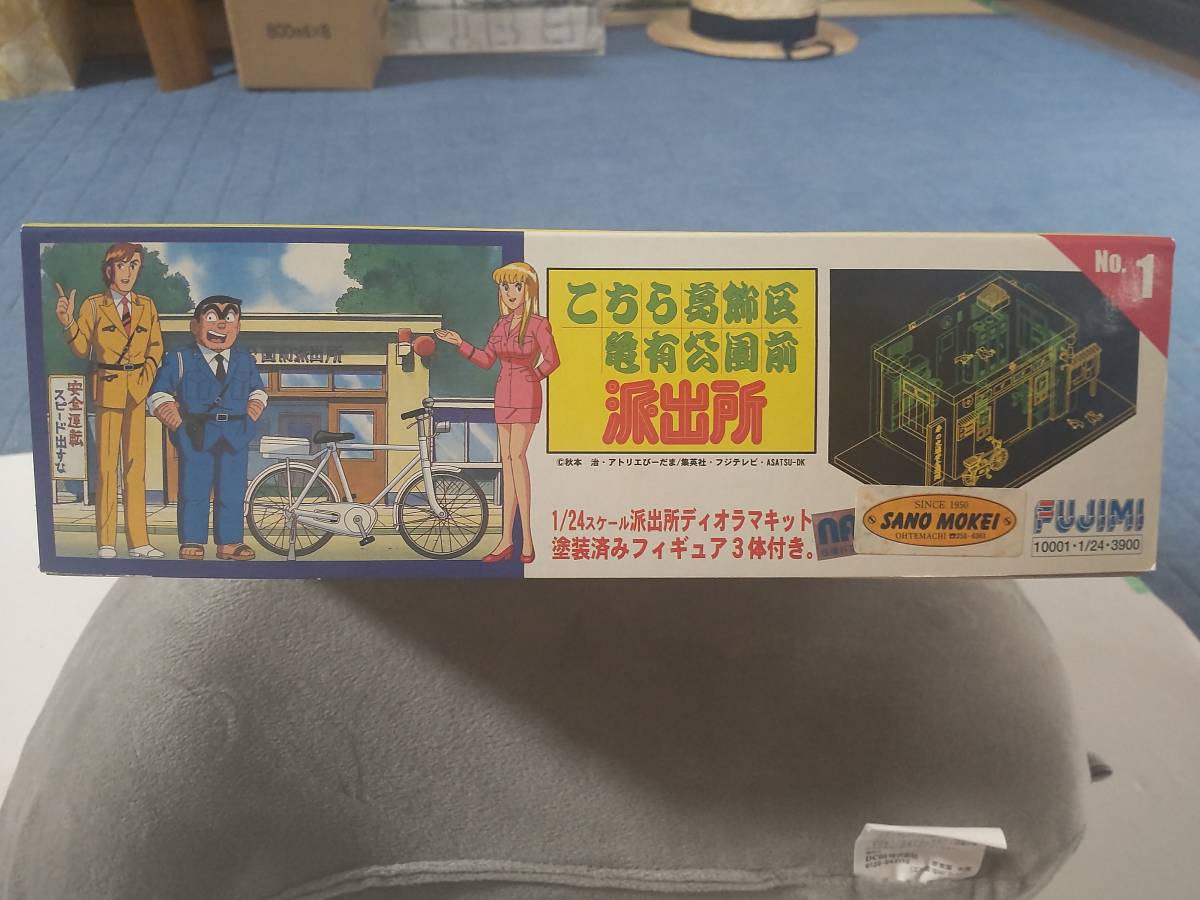 800ml×8
No. 1
こちら葛飾区
亀有公園前
派出所
安全運転
スピード出すな
©秋本 治・アトリエびーだま/集英社・フジテレビ・ASATSU-DK
1/24スケール派出所ディオラマキット
塗装済みフィギュア3体付き。
SINCE 1950
SANO MOKEI
OHTEMACHI
FUJIMI
10001・1/24・3900